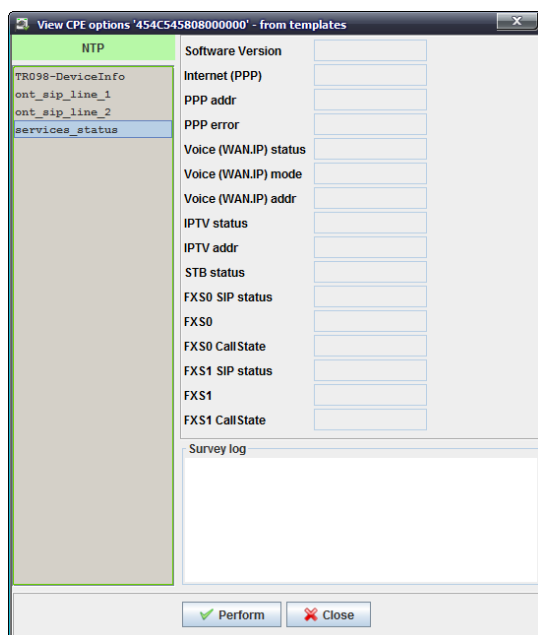 View CPE options '454C545808000000' - from templates
NTP
TR098-DeviceInfo
ont_sip_line_1
ont_sip_line_2
services_status
Software Version
Internet (PPP)
PPP addr
PPP error
Voice (WAN.IP) status
Voice (WAN.IP) mode
Voice (WAN.IP) addr
IPTV status
IPTV addr
STB status
FXS0 SIP status
FXS0
FXS0 CallState
FXS1 SIP status
FXS1
FXS1 CallState
Survey log
Perform
Close